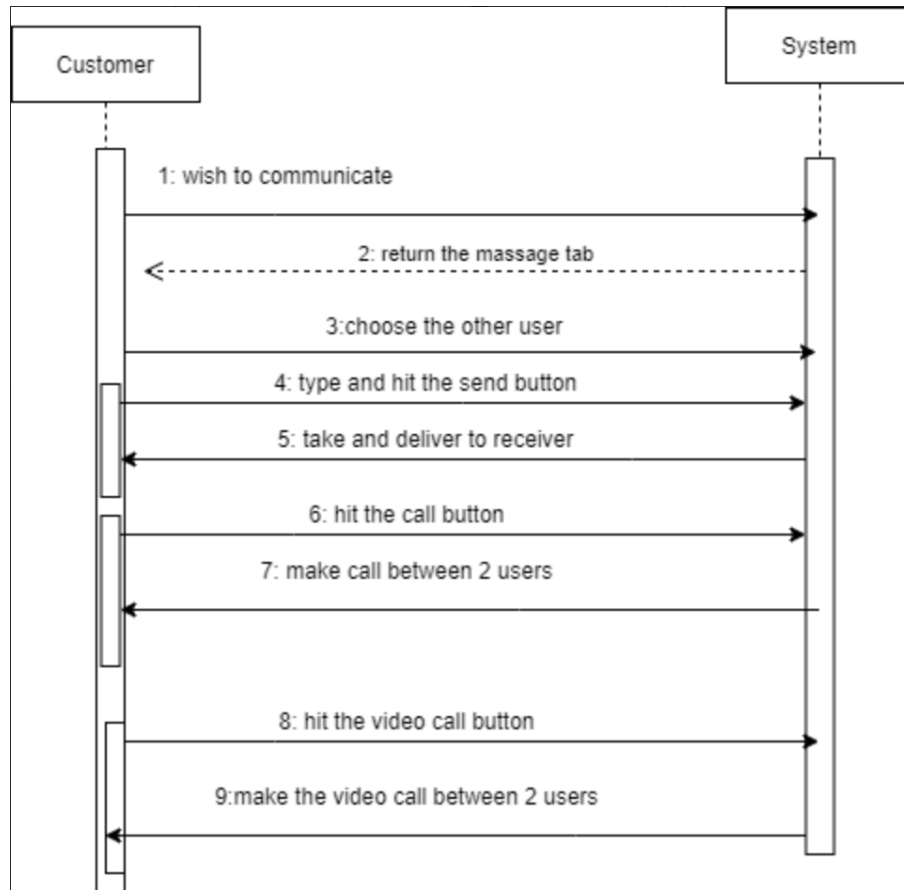 Customer
System
1: wish to communicate
2: return the massage tab
3:choose the other user
4: type and hit the send button
5: take and deliver to receiver
6: hit the call button
7: make call between 2 users
8: hit the video call button
9:make the video call between 2 users